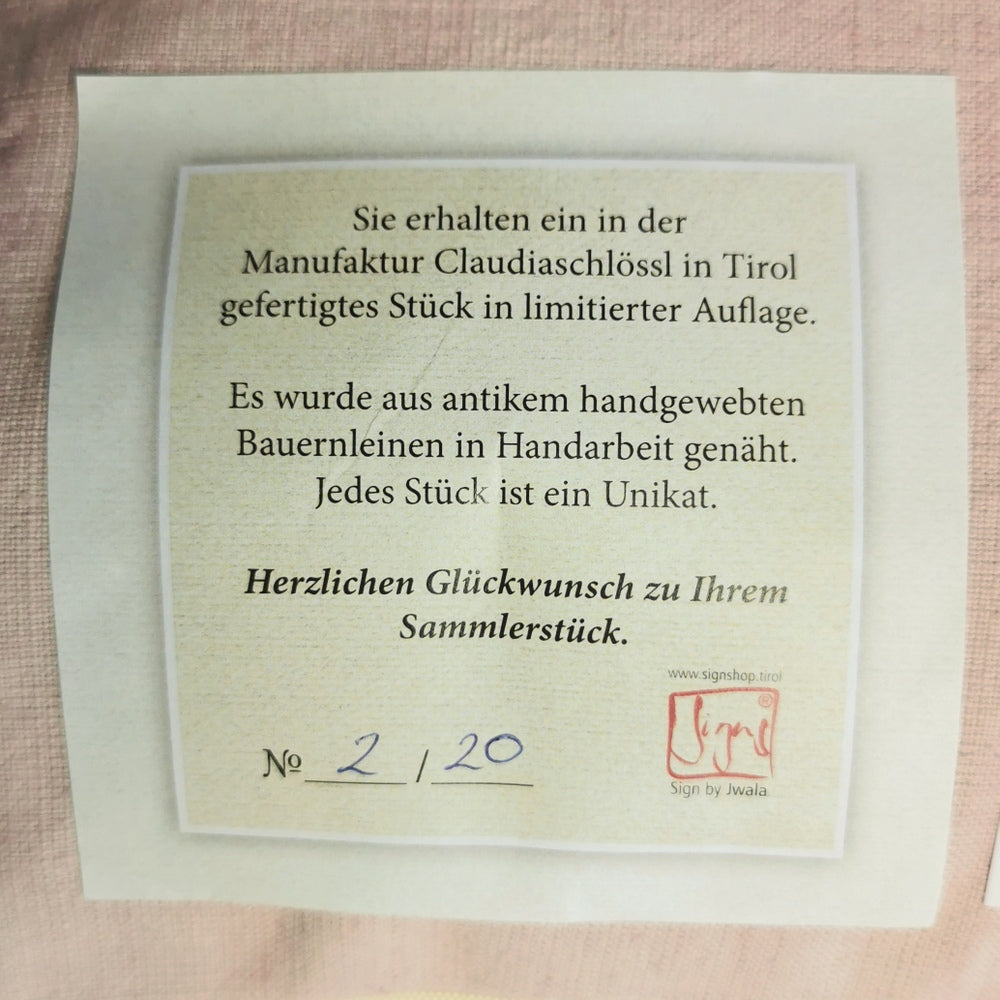 Sie erhalten ein in der
Manufaktur Claudiaschlössl in Tirol
gefertigtes Stück in limitierter Auflage.
Es wurde aus antikem handgewebten
Bauernleinen in Handarbeit genäht.
Jedes Stück ist ein Unikat.
Herzlichen Glückwunsch zu Ihrem
Sammlerstück.
www.signshop.tirol
Signs®
Sign by Jwala
№ 2 / 20